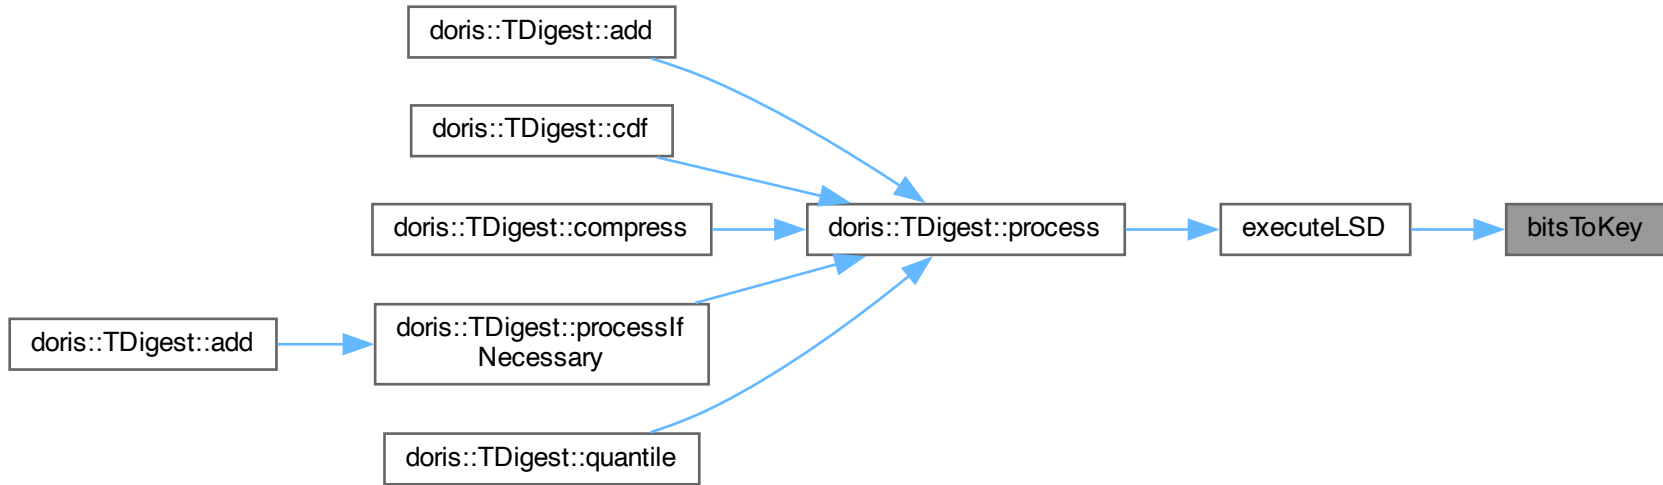 doris::TDigest::add
doris::TDigest::cdf
doris::TDigest::compress
doris::TDigest::process
executeLSD
bitsToKey
doris::TDigest::add
doris::TDigest::processIf
Necessary
doris::TDigest::quantile